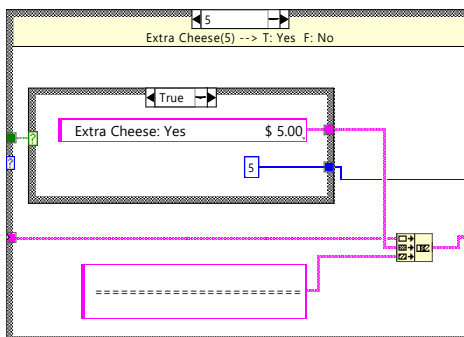 5
Extra Cheese(5) --> T: Yes F: No
True
Extra Cheese: Yes $ 5.00
?
?
5
==========================